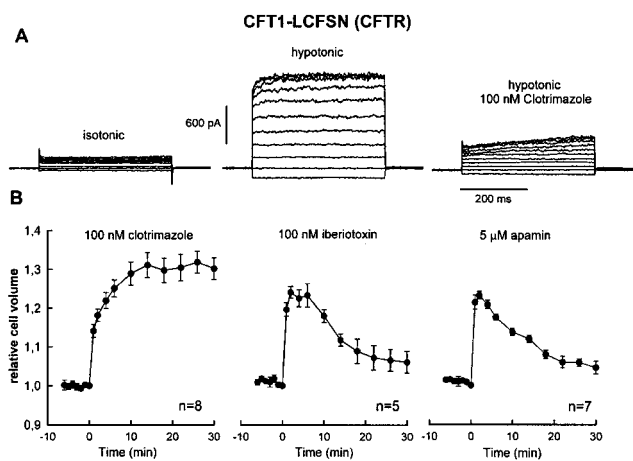 CFT1-LCFSN (CFTR)
A
isotonic
hypotonic
600 pA
hypotonic
100 nM Clotrimazole
200 ms
B
100 nM clotrimazole
100 nM iberiotoxin
5 µM apamin
relative cell volume
1,4
1,3
1,2
1,1
1,0
0,9
n=8
n=5
n=7
-10 0 10 20 30
-10 0 10 20 30
-10 0 10 20 30
Time (min)
Time (min)
Time (min)